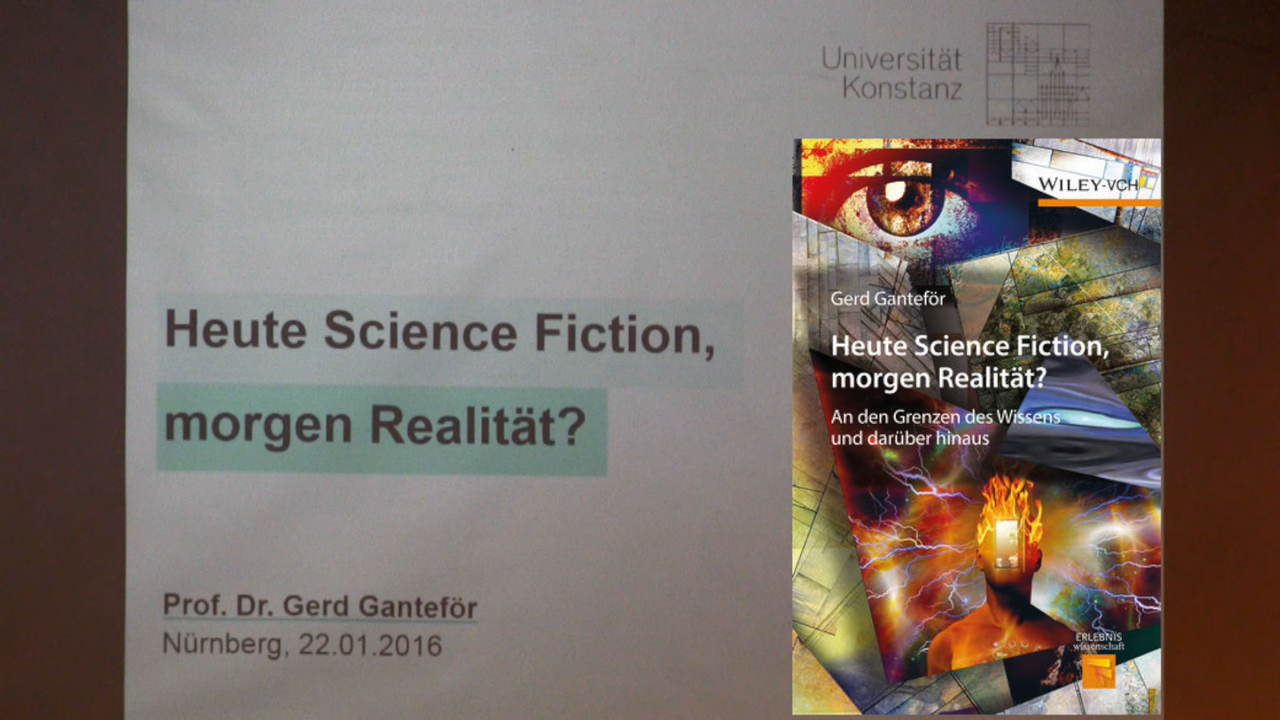 Universität
Konstanz
Heute Science Fiction,
morgen Realität?
Prof. Dr. Gerd Ganteför
Nürnberg, 22.01.2016
WILEY-VCH
Gerd Ganteför
Heute Science Fiction,
morgen Realität?
An den Grenzen des Wissens
und darüber hinaus
ERLEBNIS
wissenschaft